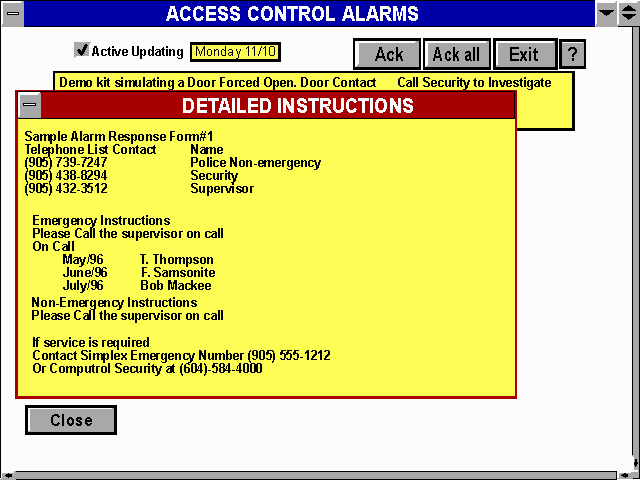 ACCESS CONTROL ALARMS
Active Updating Monday 11/10 Ack Ack all Exit ?
Demo kit simulating a Door Forced Open. Door Contact Call Security to Investigate
DETAILED INSTRUCTIONS
Sample Alarm Response Form#1
Telephone List Contact Name
(905) 739-7247 Police Non-emergency
(905) 438-8294 Security
(905) 432-3512 Supervisor
Emergency Instructions
Please Call the supervisor on call
On Call
May/96 T. Thompson
June/96 F. Samsonite
July/96 Bob Mackee
Non-Emergency Instructions
Please Call the supervisor on call
If service is required
Contact Simplex Emergency Number (905) 555-1212
Or Computrol Security at (604)-584-4000
Close